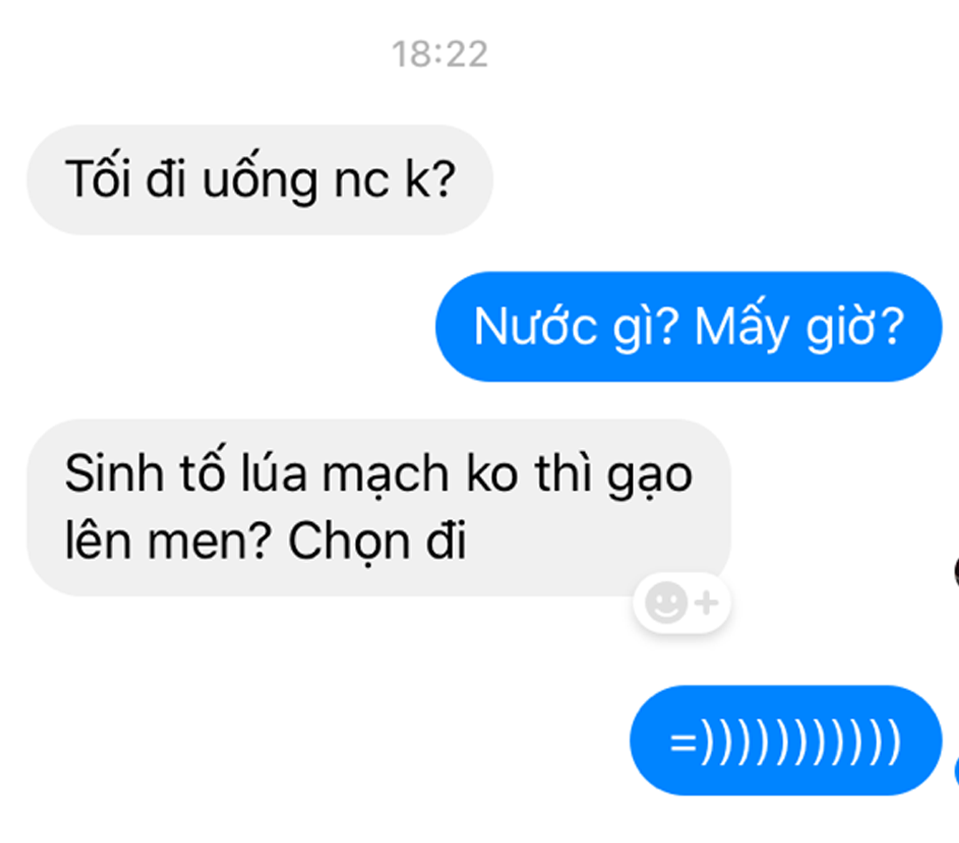 18:22
Tối đi uống nc k?
Nước gì? Mấy giờ?
Sinh tố lúa mạch ko thì gạo
lên men? Chọn đi
=)))))))))))